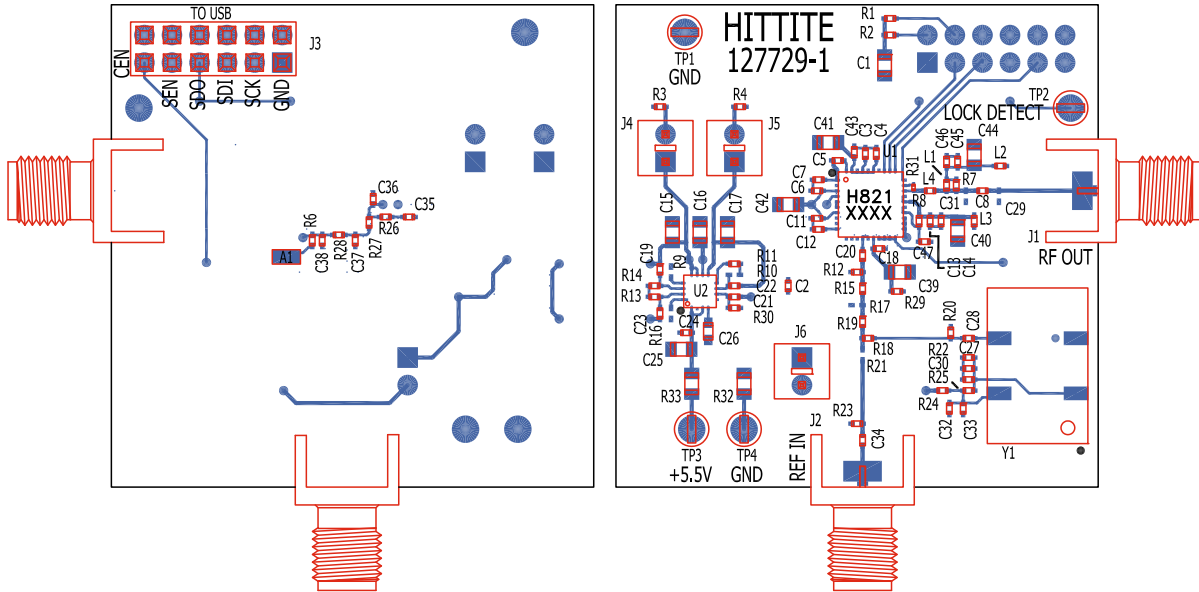 TO USB
J3
CEN
SEN
SDO
SDI
SCK
GND
C36
C35
R26
R6
R28
R27
C38
C37
A1
HITTITE
127729-1
TP1
GND
R1
R2
C1
TP2
LOCK DETECT
R3
R4
J4
J5
C41
C43
C3
C4
U1
C5
C7
C6
C42
C11
C12
H821
XXXX
R31
C46
C45
C44
L1
L2
L4
R7
R8
C31
C8
C29
L3
C40
C47
C13
C14
J1
RF OUT
C15
C16
C17
C19
R9
R11
R10
R14
R13
U2
C22
C21
R30
C2
C23
R16
C24
C25
C26
C20
C18
R12
R15
C39
R29
R17
R19
R18
R21
R20
C28
R22
C27
C30
R25
R24
C32
C33
Y1
J6
R33
R32
TP3
+5.5V
TP4
GND
R23
C34
J2
REF IN